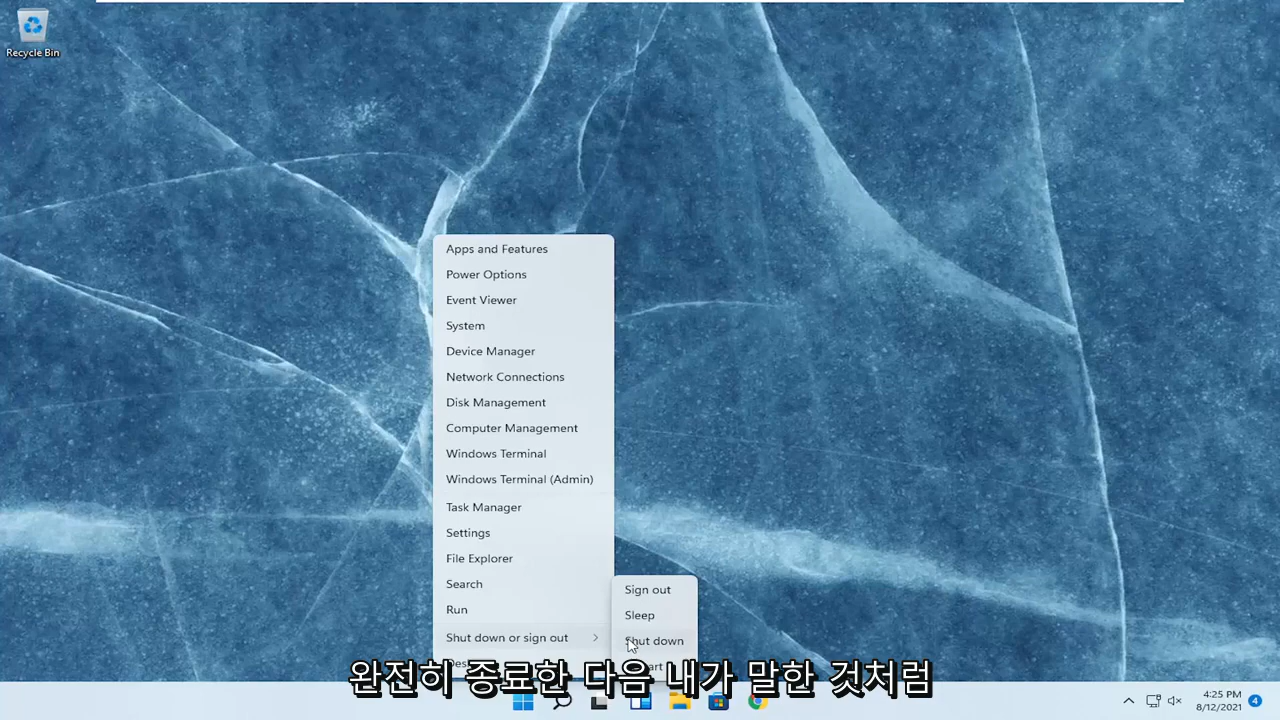 Recycle Bin
Apps and Features
Power Options
Event Viewer
System
Device Manager
Network Connections
Disk Management
Computer Management
Windows Terminal
Windows Terminal (Admin)
Task Manager
Settings
File Explorer
Search
Run
Shut down or sign out
Sign out
Sleep
Shut down
완전히 종료한 다음 내가 말한 것처럼
4:25 PM
8/12/2021
4